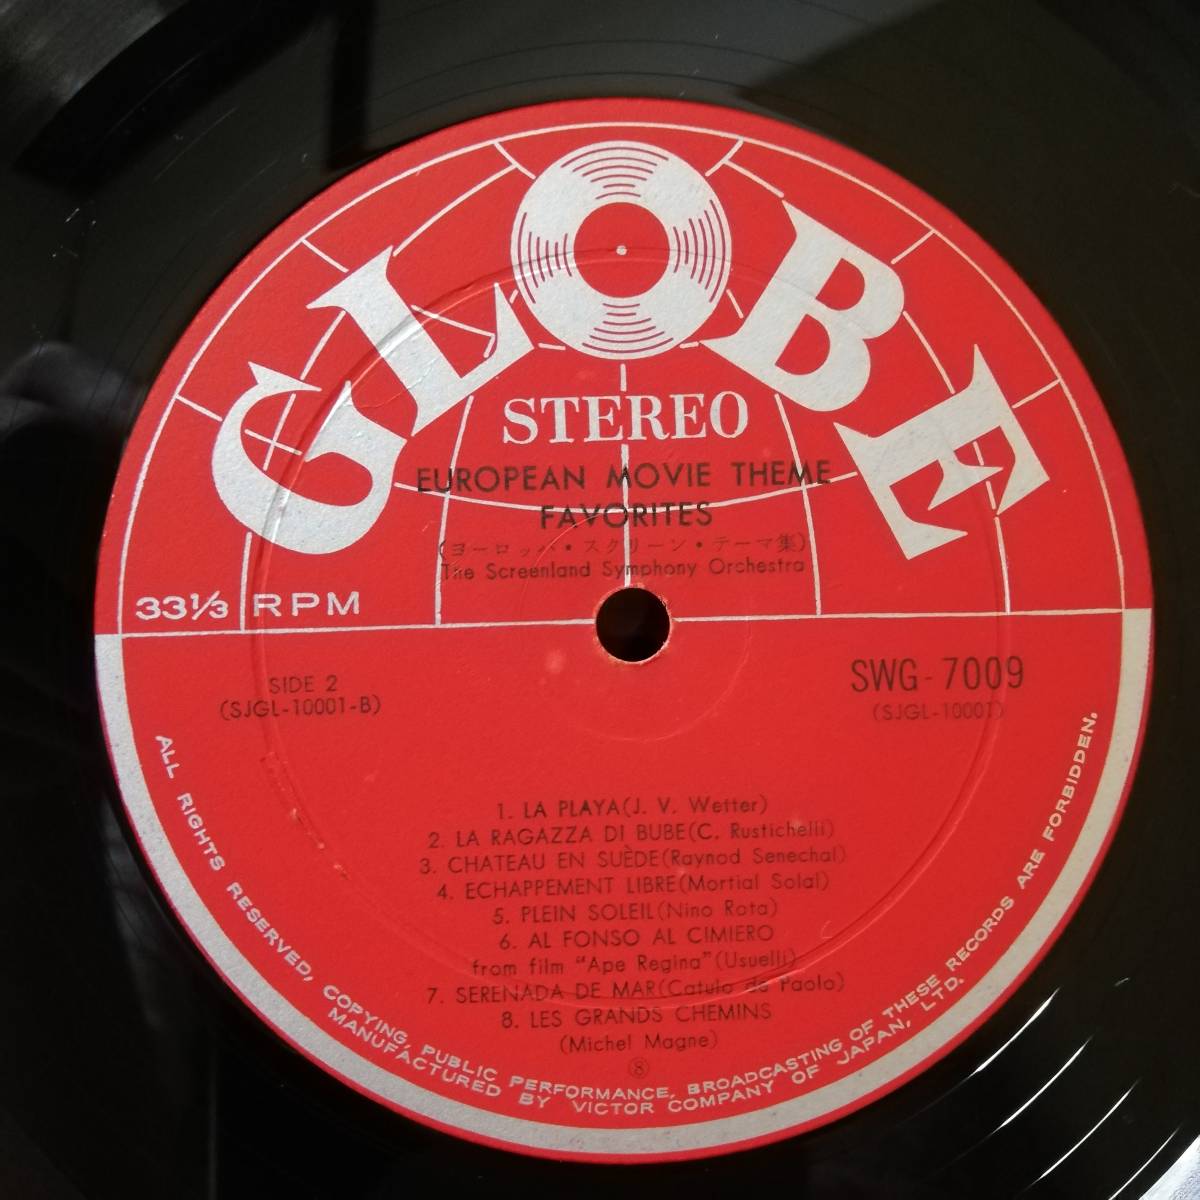 GLOBE
STEREO
EUROPEAN MOVIE THEME
FAVORITES
(ヨーロッパ・スクリーン・テーマ集)
The Screenland Symphony Orchestra
33⅓ RPM
SIDE 2
(SJGL-10001-B)
SWG-7009
(SJGL-10001)
1. LA PLAYA(J. V. Wetter)
2. LA RAGAZZA DI BUBE(C. Rustichelli)
3. CHATEAU EN SUÈDE(Raynod Senechal)
4. ECHAPPEMENT LIBRE(Mortial Solal)
5. PLEIN SOLEIL(Nino Rota)
6. AL FONSO AL CIMIERO
from film "Ape Regina"(Usuelli)
7. SERENADA DE MAR(Catulo de Paolo)
8. LES GRANDS CHEMINS
(Michel Magne)
⑧
ALL RIGHTS RESERVED, COPYING, PUBLIC PERFORMANCE, BROADCASTING OF THESE RECORDS ARE FORBIDDEN.
MANUFACTURED BY VICTOR COMPANY OF JAPAN, LTD.